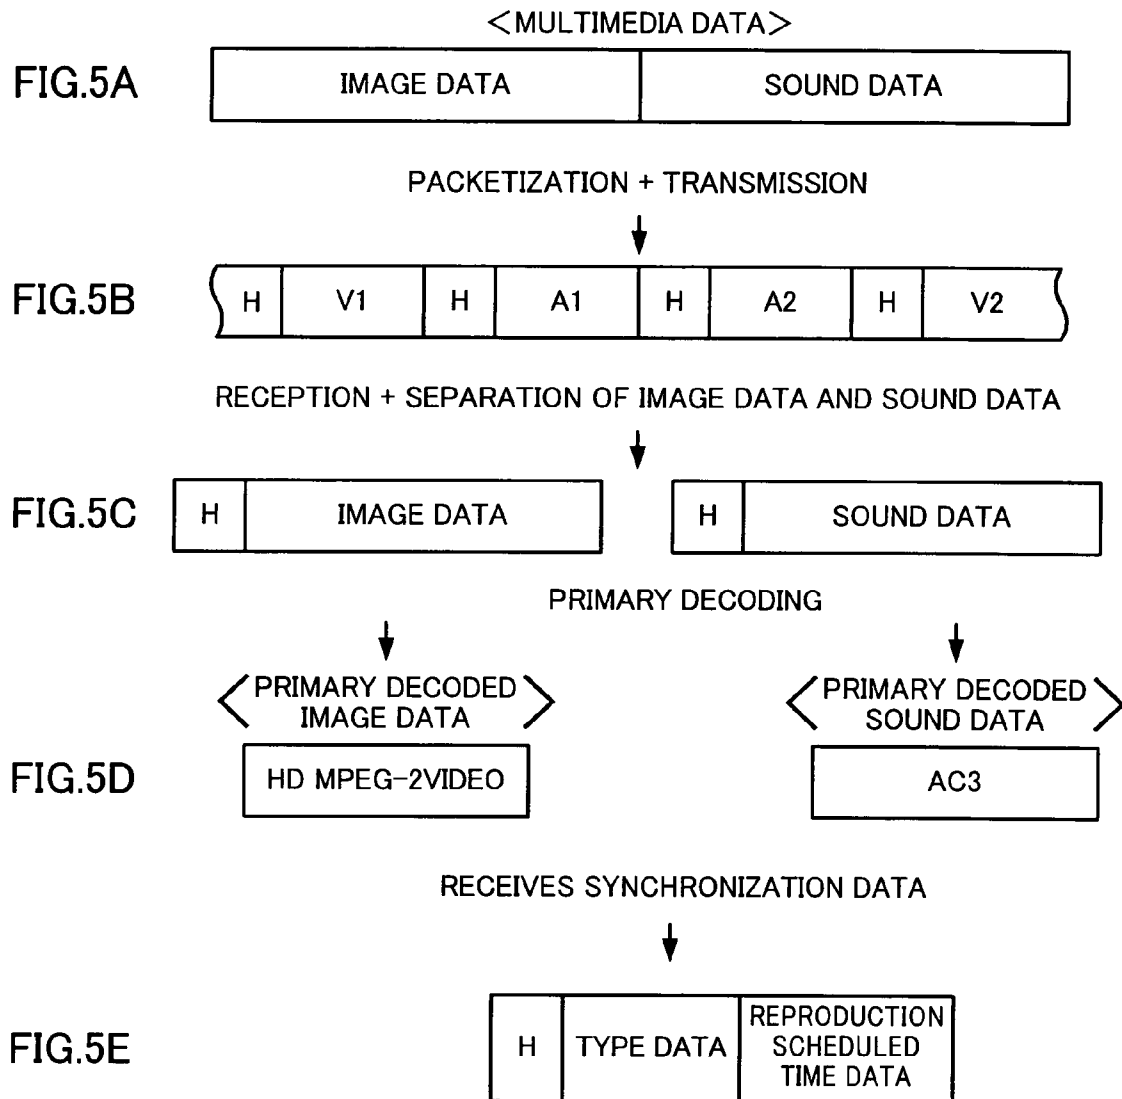 <MULTIMEDIA DATA>
FIG.5A
IMAGE DATA
SOUND DATA
PACKETIZATION + TRANSMISSION
FIG.5B
H
V1
H
A1
H
A2
H
V2
RECEPTION + SEPARATION OF IMAGE DATA AND SOUND DATA
FIG.5C
H
IMAGE DATA
H
SOUND DATA
PRIMARY DECODING
<PRIMARY DECODED
IMAGE DATA>
<PRIMARY DECODED
SOUND DATA>
FIG.5D
HD MPEG-2VIDEO
AC3
RECEIVES SYNCHRONIZATION DATA
FIG.5E
H
TYPE DATA
REPRODUCTION
SCHEDULED
TIME DATA